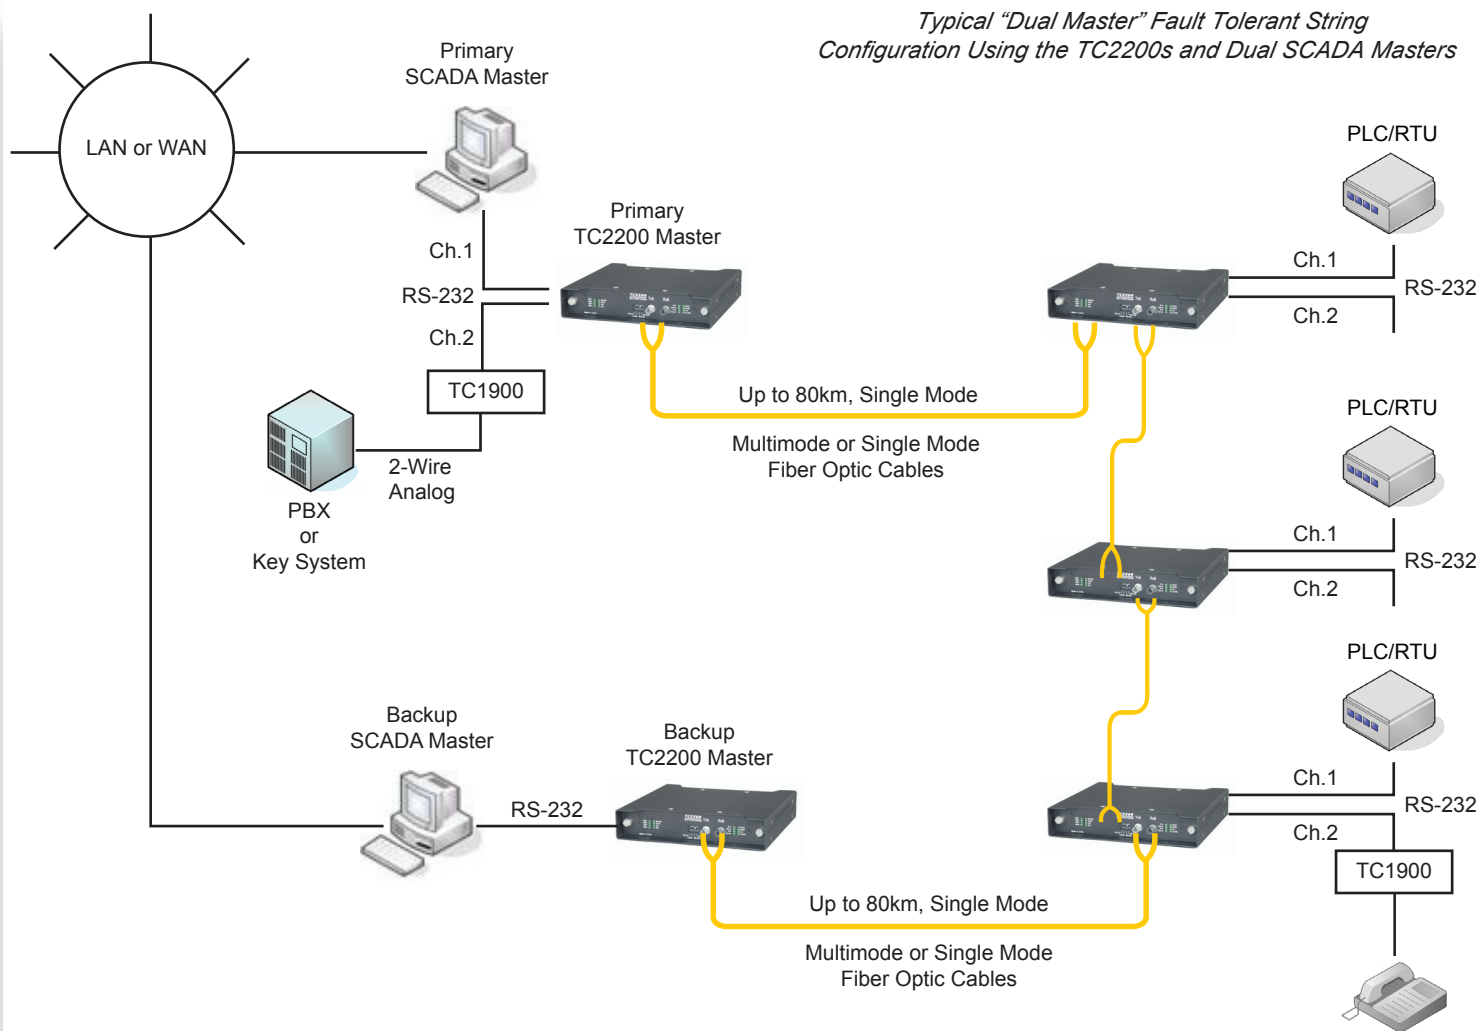 Typical “Dual Master” Fault Tolerant String
Configuration Using the TC2200s and Dual SCADA Masters
Primary
SCADA Master
LAN or WAN
PLC/RTU
Primary
TC2200 Master
Ch.1
RS-232
Ch.2
TC1900
Ch.1
RS-232
Ch.2
Up to 80km, Single Mode
Multimode or Single Mode
Fiber Optic Cables
2-Wire
Analog
PBX
or
Key System
PLC/RTU
Ch.1
RS-232
Ch.2
PLC/RTU
Backup
SCADA Master
Backup
TC2200 Master
RS-232
Ch.1
RS-232
Ch.2
TC1900
Up to 80km, Single Mode
Multimode or Single Mode
Fiber Optic Cables